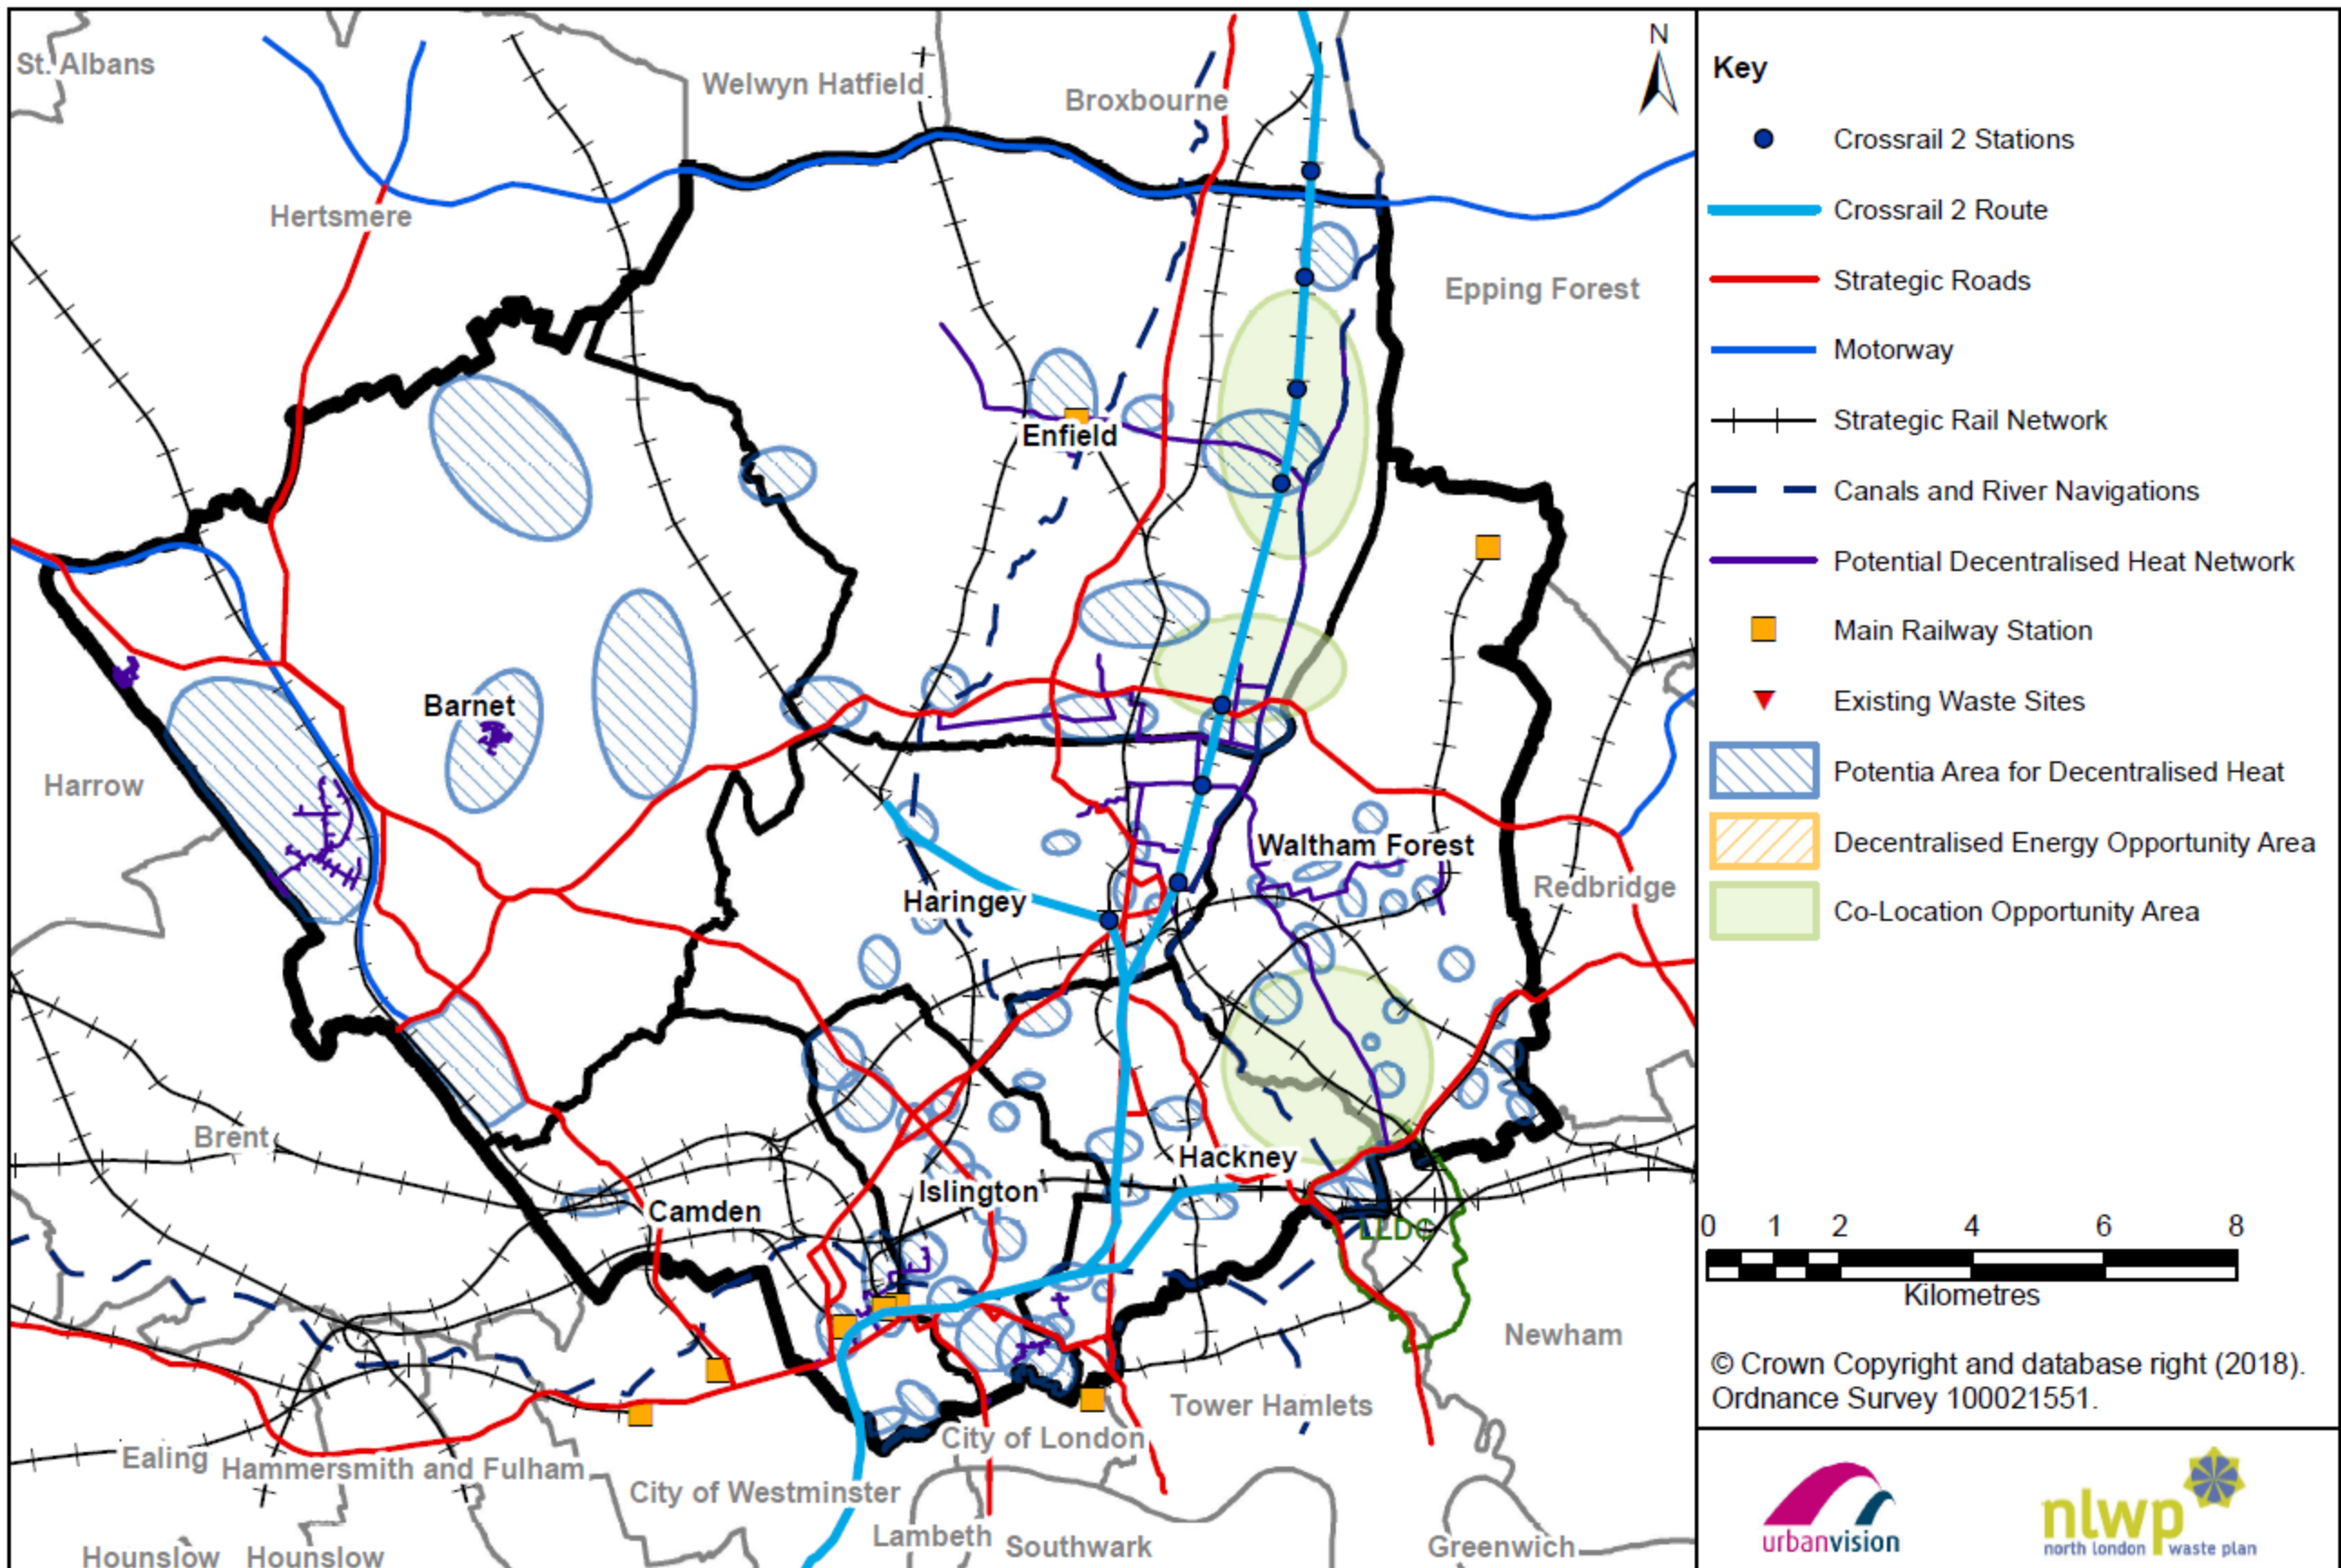 St. Albans
Welwyn Hatfield
Broxbourne
Hertsmere
Epping Forest
Enfield
Barnet
Harrow
Waltham Forest
Haringey
Redbridge
Brent
Hackney
Islington
Camden
LLDC
Newham
Tower Hamlets
City of London
Ealing
Hammersmith and Fulham
City of Westminster
Lambeth
Southwark
Greenwich
Hounslow
Hounslow
N
Key
Crossrail 2 Stations
Crossrail 2 Route
Strategic Roads
Motorway
Strategic Rail Network
Canals and River Navigations
Potential Decentralised Heat Network
Main Railway Station
Existing Waste Sites
Potentia Area for Decentralised Heat
Decentralised Energy Opportunity Area
Co-Location Opportunity Area
0 1 2 4 6 8
Kilometres
© Crown Copyright and database right (2018).
Ordnance Survey 100021551.
urbanvision
nlwp
north london waste plan